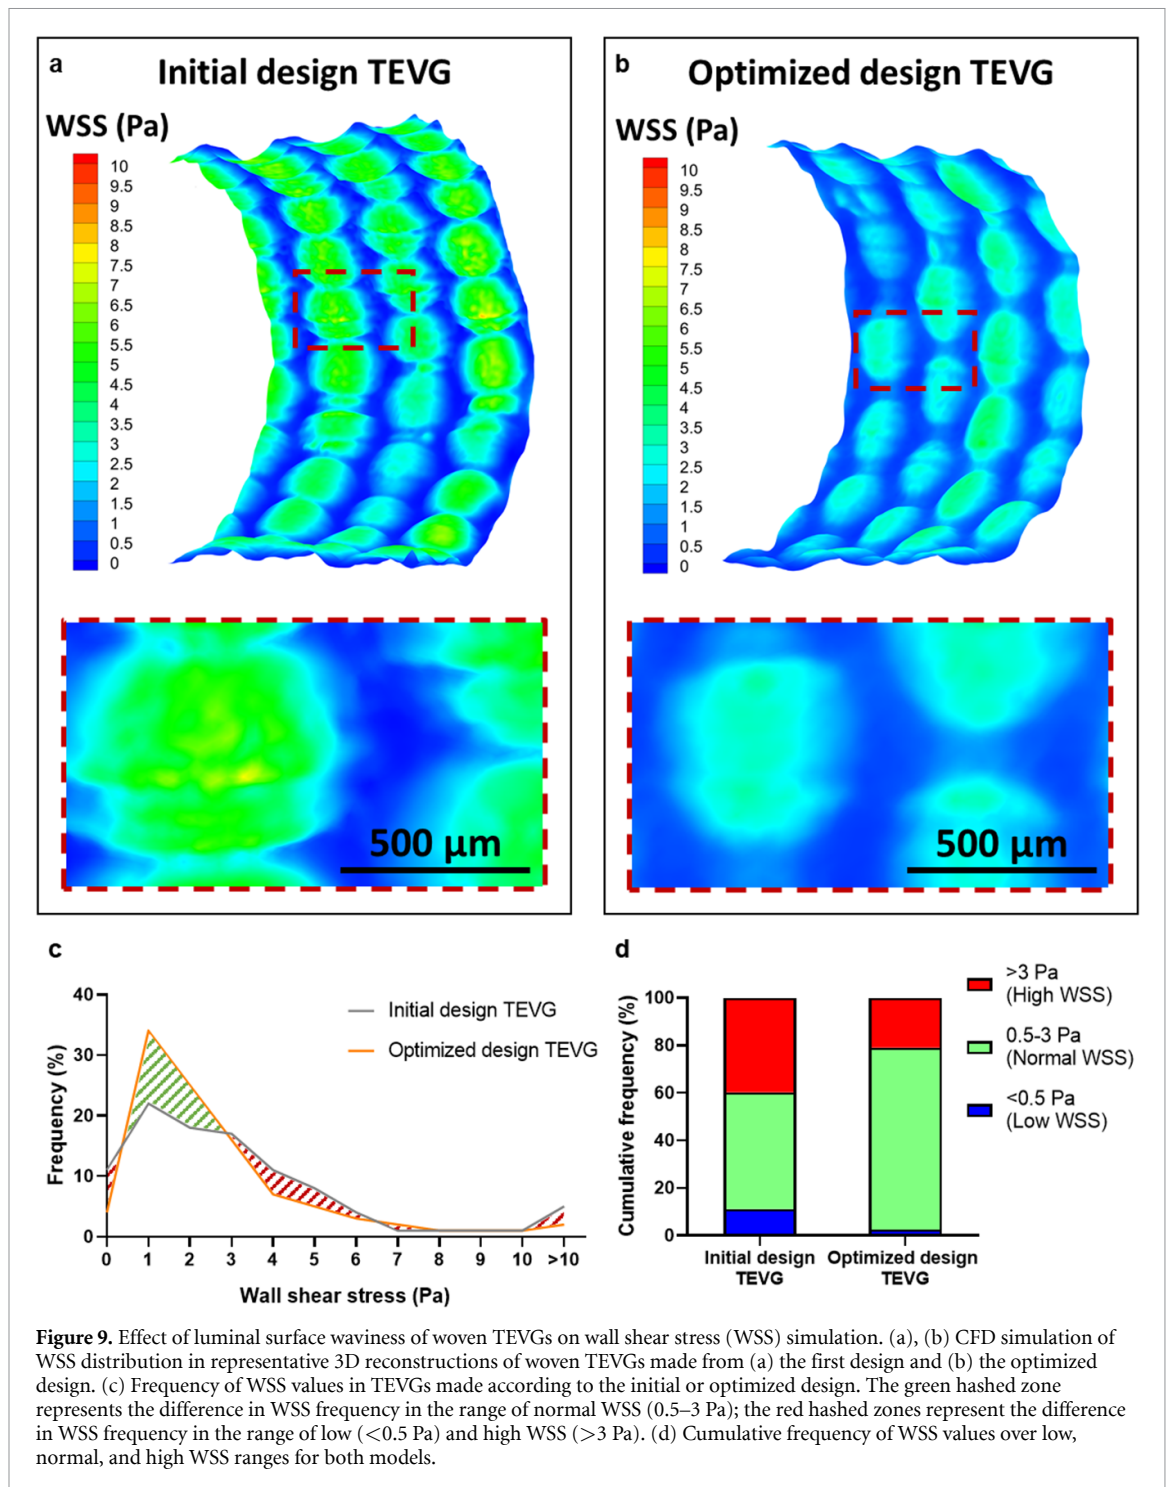 a
Initial design TEVG
WSS (Pa)
10
9.5
9
8.5
8
7.5
7
6.5
6
5.5
5
4.5
4
3.5
3
2.5
2
1.5
1
0.5
0
500 µm
b
Optimized design TEVG
WSS (Pa)
10
9.5
9
8.5
8
7.5
7
6.5
6
5.5
5
4.5
4
3.5
3
2.5
2
1.5
1
0.5
0
500 µm
c
Frequency (%)
40
30
20
10
0
Initial design TEVG
Optimized design TEVG
0 1 2 3 4 5 6 7 8 9 10 >10
Wall shear stress (Pa)
d
Cumulative frequency (%)
100
80
60
40
20
0
Initial design
TEVG
Optimized design
TEVG
>3 Pa
(High WSS)
0.5-3 Pa
(Normal WSS)
<0.5 Pa
(Low WSS)
Figure 9. Effect of luminal surface waviness of woven TEVGs on wall shear stress (WSS) simulation. (a), (b) CFD simulation of
WSS distribution in representative 3D reconstructions of woven TEVGs made from (a) the first design and (b) the optimized
design. (c) Frequency of WSS values in TEVGs made according to the initial or optimized design. The green hashed zone
represents the difference in WSS frequency in the range of normal WSS (0.5–3 Pa); the red hashed zones represent the difference
in WSS frequency in the range of low (<0.5 Pa) and high WSS (>3 Pa). (d) Cumulative frequency of WSS values over low,
normal, and high WSS ranges for both models.